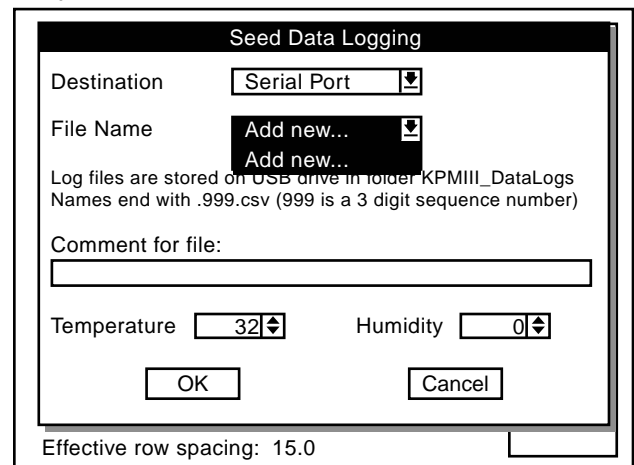 Seed Data Logging
Destination Serial Port
File Name Add new...
Add new...
Log files are stored on USB drive in folder KPMIII_DataLogs
Names end with .999.csv (999 is a 3 digit sequence number)
Comment for file:
Temperature 32 Humidity 0
OK Cancel
Effective row spacing: 15.0